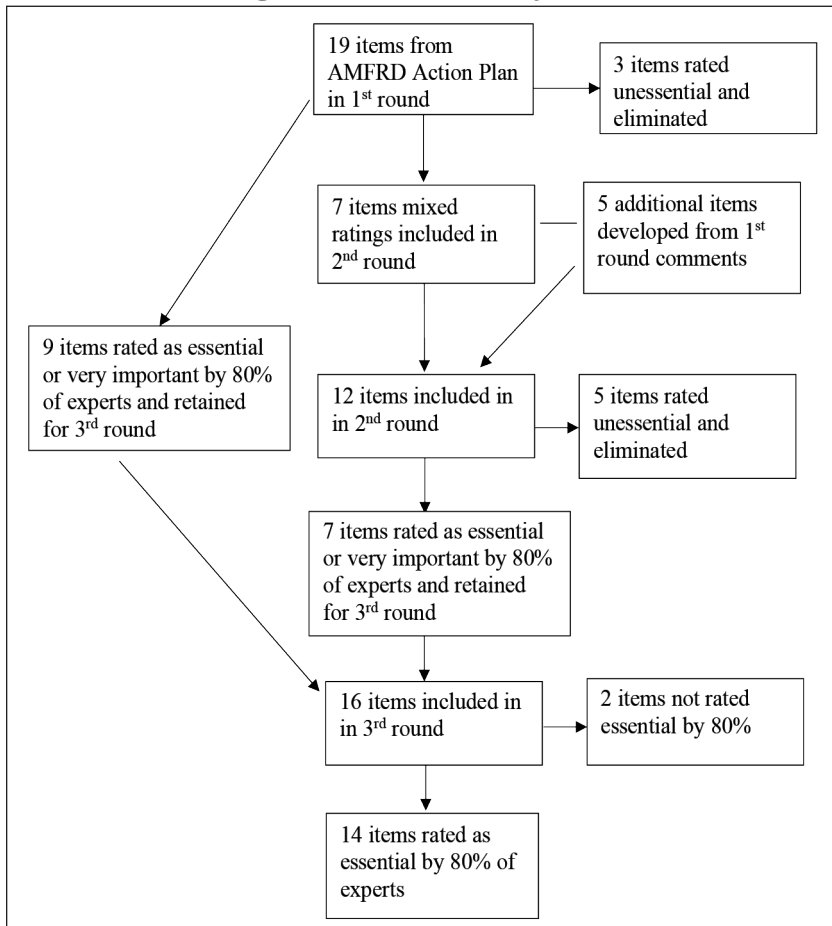 19 items from
AMFRD Action Plan
in 1st round
3 items rated
unessential and
eliminated
7 items mixed
ratings included in
2nd round
5 additional items
developed from 1st
round comments
9 items rated as essential
or very important by 80%
of experts and retained
for 3rd round
12 items included in
in 2nd round
5 items rated
unessential and
eliminated
7 items rated as essential
or very important by 80%
of experts and retained
for 3rd round
16 items included in
in 3rd round
2 items not rated
essential by 80%
14 items rated as
essential by 80% of
experts